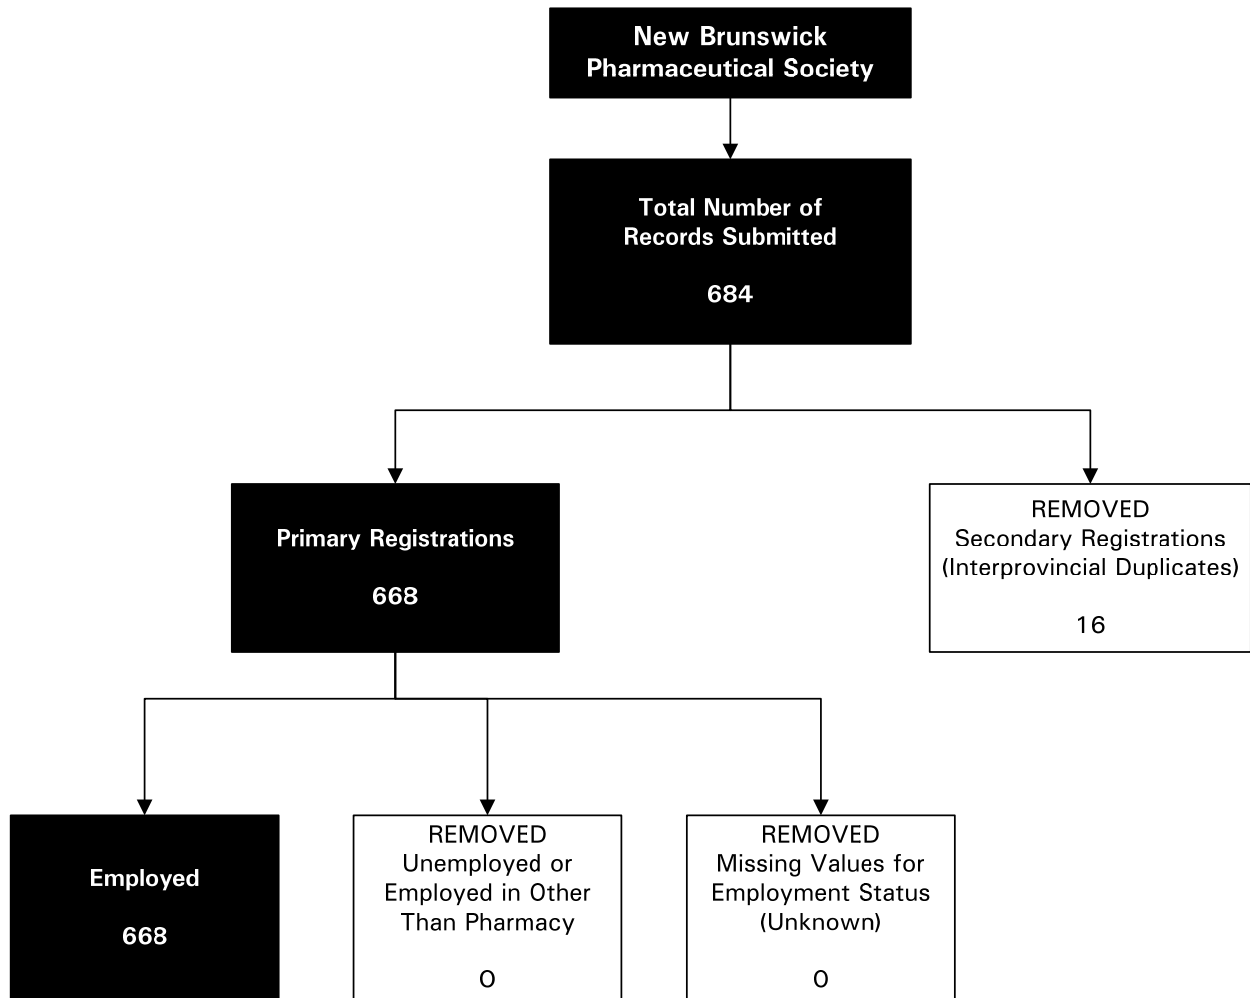 New Brunswick
Pharmaceutical Society
Total Number of
Records Submitted
684
Primary Registrations
668
REMOVED
Secondary Registrations
(Interprovincial Duplicates)
16
Employed
668
REMOVED
Unemployed or
Employed in Other
Than Pharmacy
0
REMOVED
Missing Values for
Employment Status
(Unknown)
0